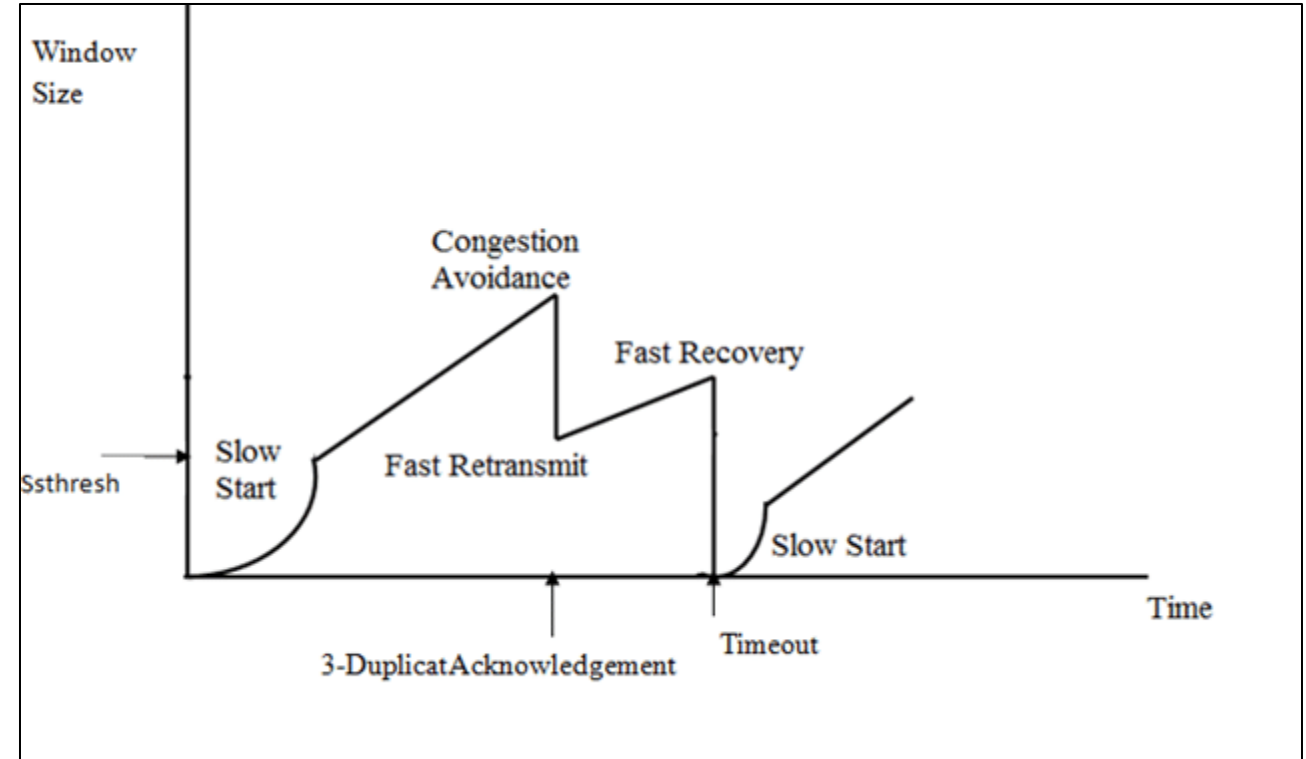 Window
Size
Congestion
Avoidance
Fast Recovery
Slow
Start
Fast Retransmit
Ssthresh
Slow Start
Time
Timeout
3-DuplicatAcknowledgement